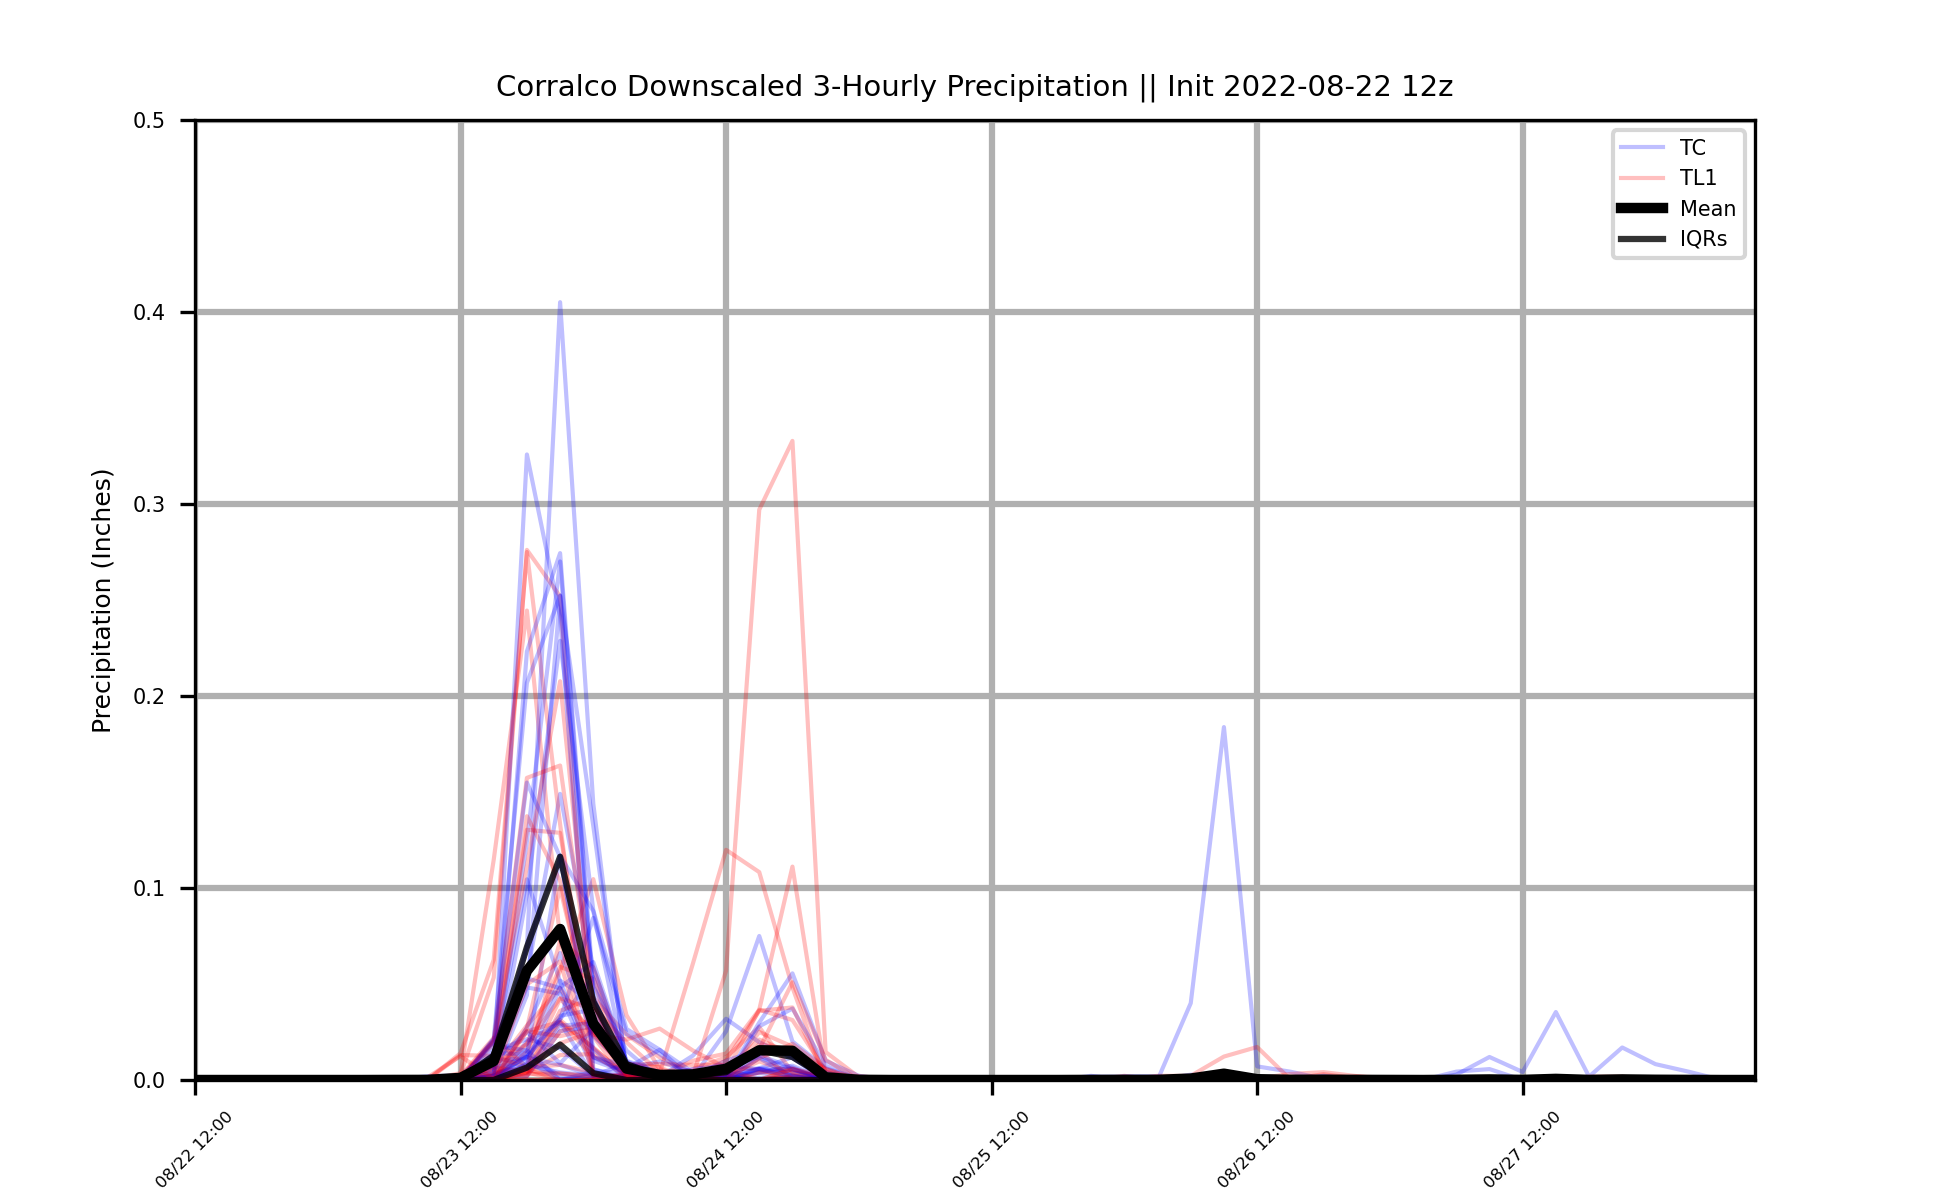 Corralco Downscaled 3-Hourly Precipitation || Init 2022-08-22 12z
0.5
0.4
0.3
0.2
0.1
0.0
Precipitation (Inches)
TC
TL1
Mean
IQRs
08/22 12:00
08/23 12:00
08/24 12:00
08/25 12:00
08/26 12:00
08/27 12:00